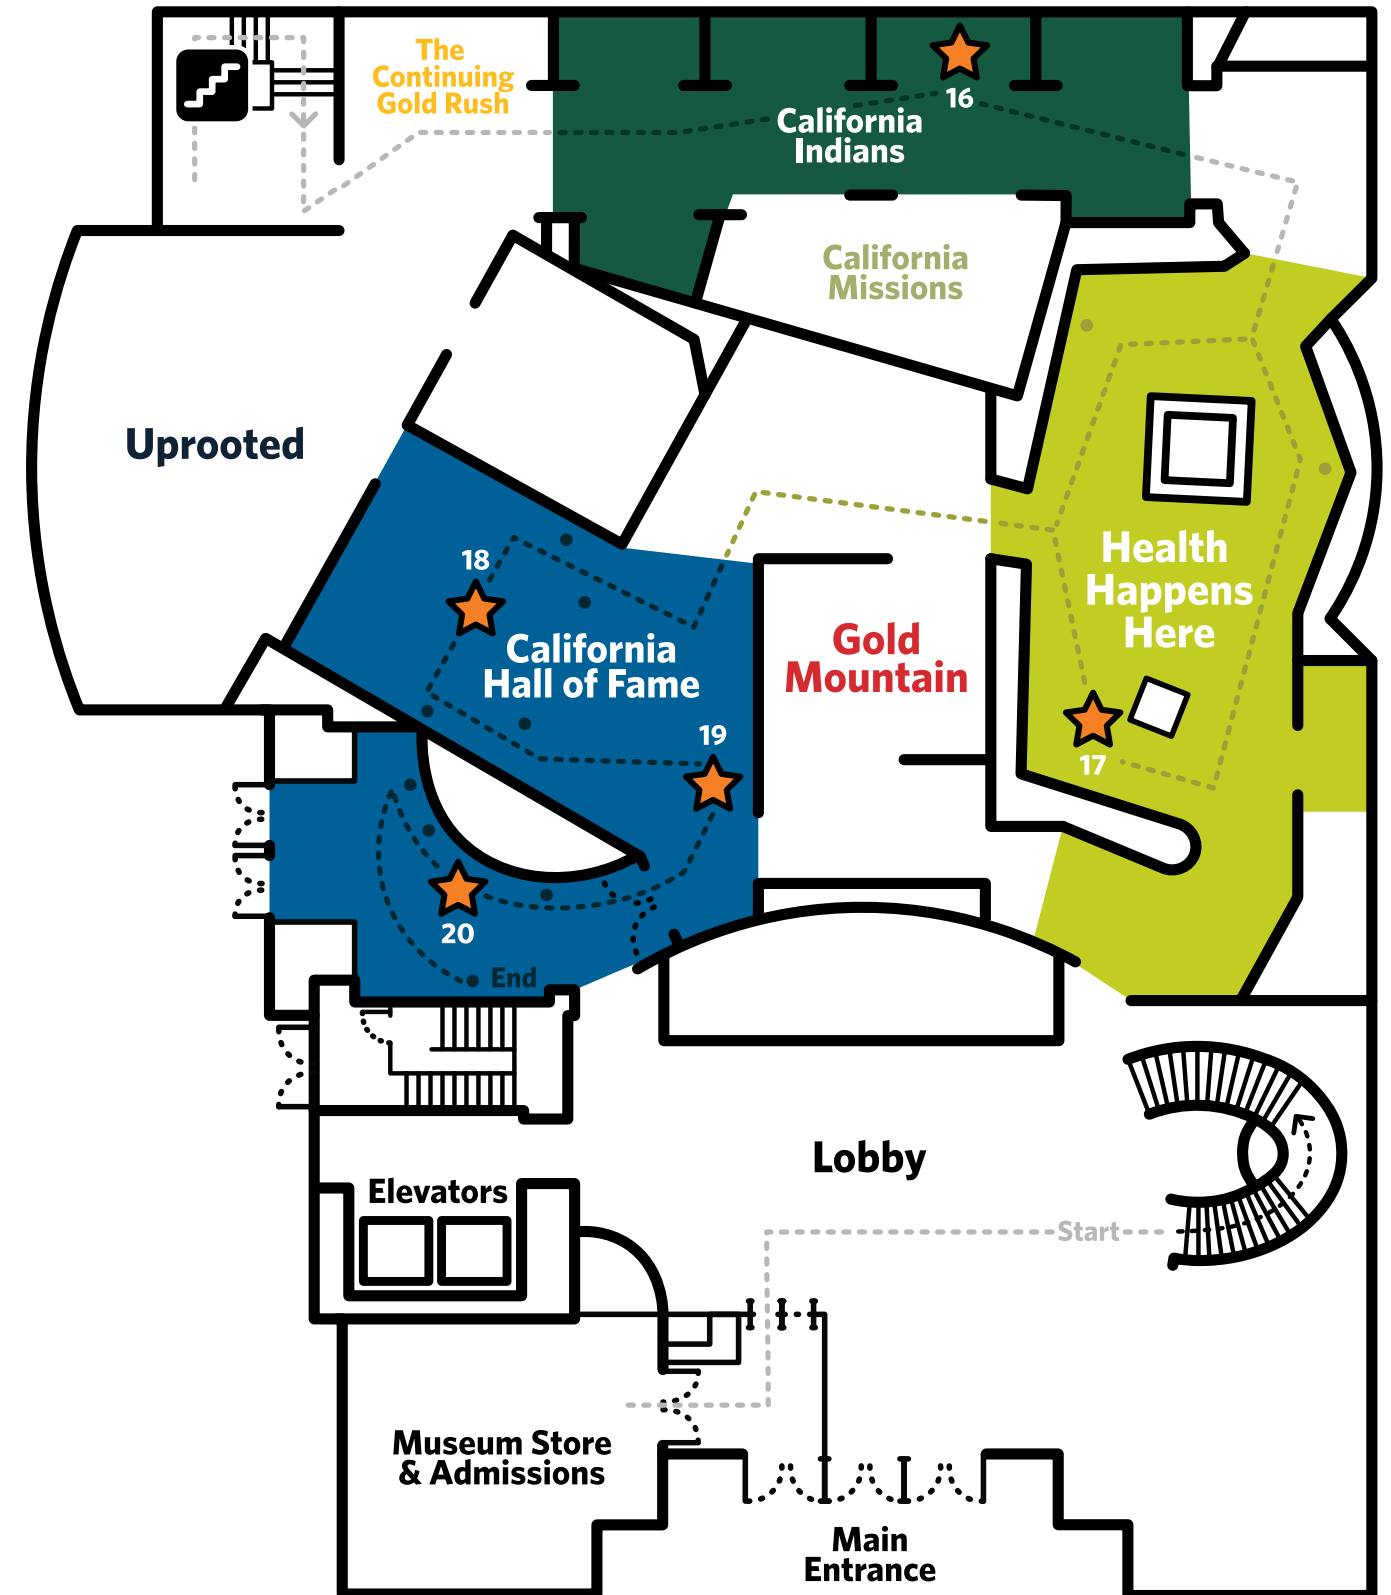 The
Continuing
Gold Rush
16
California
Indians
California
Missions
Uprooted
18
Health
Happens
Here
California
Hall of Fame
Gold
Mountain
19
17
20
End
Lobby
Elevators
Start
Museum Store
& Admissions
Main
Entrance